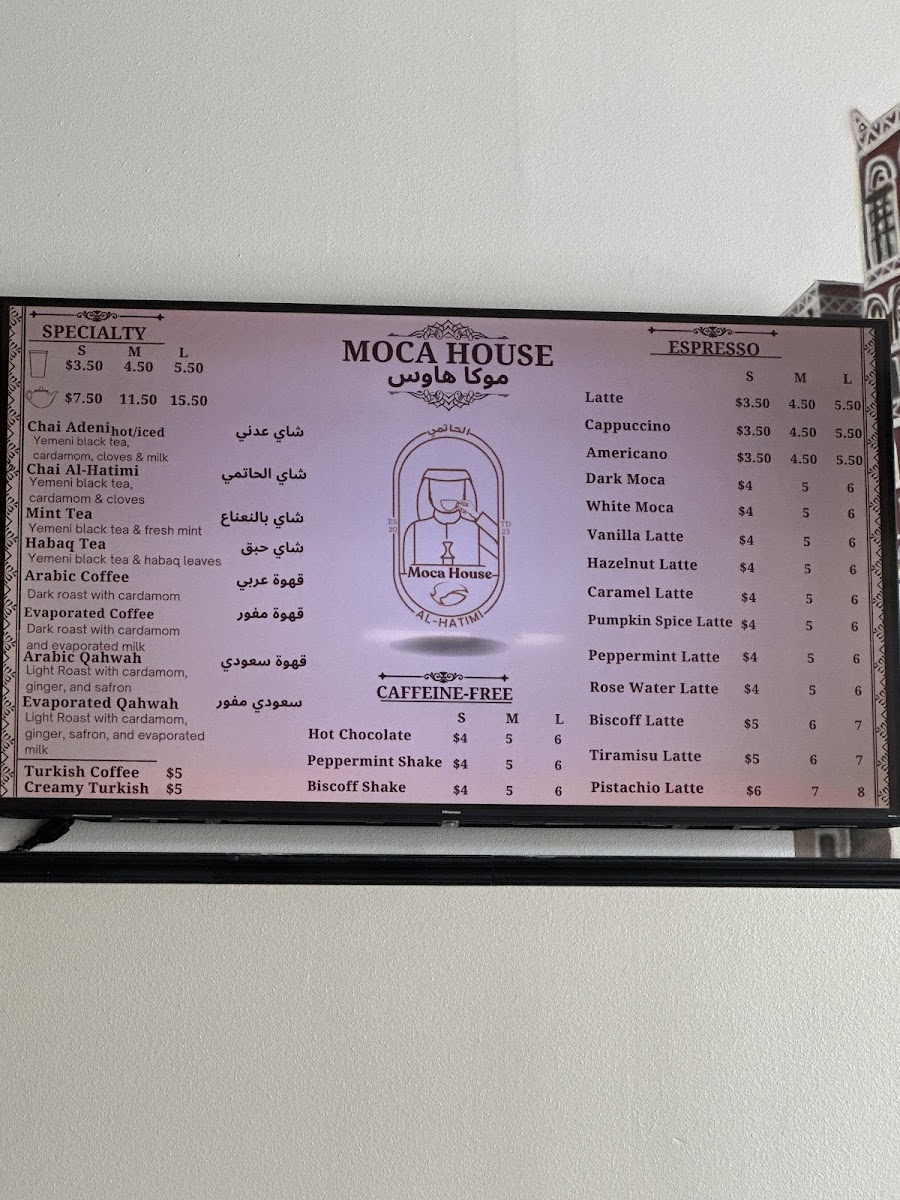 SPECIALTY
S M L
$3.50 4.50 5.50
$7.50 11.50 15.50
Chai Adeni hot/iced شاي عدني
Yemeni black tea,
cardamom, cloves & milk
Chai Al-Hatimi شاي الحاتمي
Yemeni black tea,
cardamom & cloves
Mint Tea شاي بالنعناع
Yemeni black tea & fresh mint
Habaq Tea شاي حبق
Yemeni black tea & habaq leaves
Arabic Coffee قهوة عربي
Dark roast with cardamom
Evaporated Coffee قهوة مفور
Dark roast with cardamom
and evaporated milk
Arabic Qahwah قهوة سعودي
Light Roast with cardamom,
ginger, and safron
Evaporated Qahwah سعودي مفور
Light Roast with cardamom,
ginger, safron, and evaporated
milk
Turkish Coffee $5
Creamy Turkish $5
MOCA HOUSE
موكا هاوس
الحاتمي
ES TD
20 23
Moca House
AL-HATIMI
CAFFEINE-FREE
S M L
Hot Chocolate $4 5 6
Peppermint Shake $4 5 6
Biscoff Shake $4 5 6
ESPRESSO
S M L
Latte $3.50 4.50 5.50
Cappuccino $3.50 4.50 5.50
Americano $3.50 4.50 5.50
Dark Moca $4 5 6
White Moca $4 5 6
Vanilla Latte $4 5 6
Hazelnut Latte $4 5 6
Caramel Latte $4 5 6
Pumpkin Spice Latte $4 5 6
Peppermint Latte $4 5 6
Rose Water Latte $4 5 6
Biscoff Latte $5 6 7
Tiramisu Latte $5 6 7
Pistachio Latte $6 7 8
Hisense